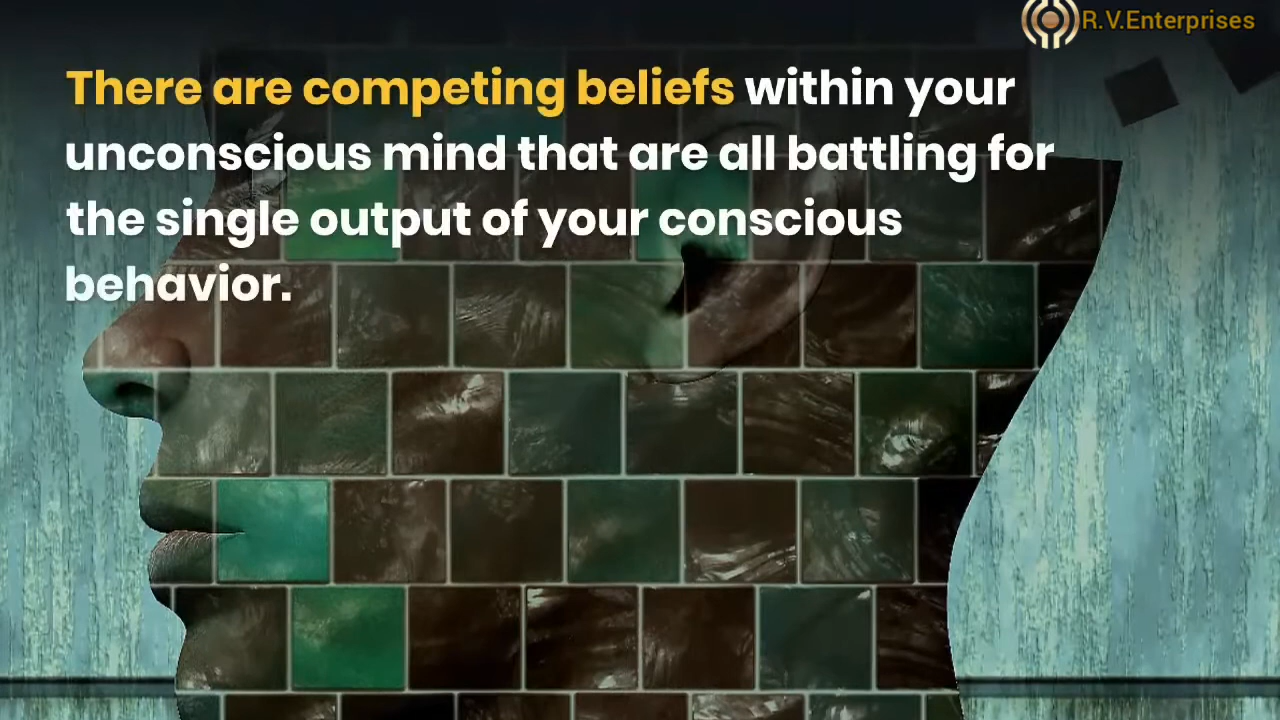 R.V.Enterprises
There are competing beliefs within your
unconscious mind that are all battling for
the single output of your conscious
behavior.